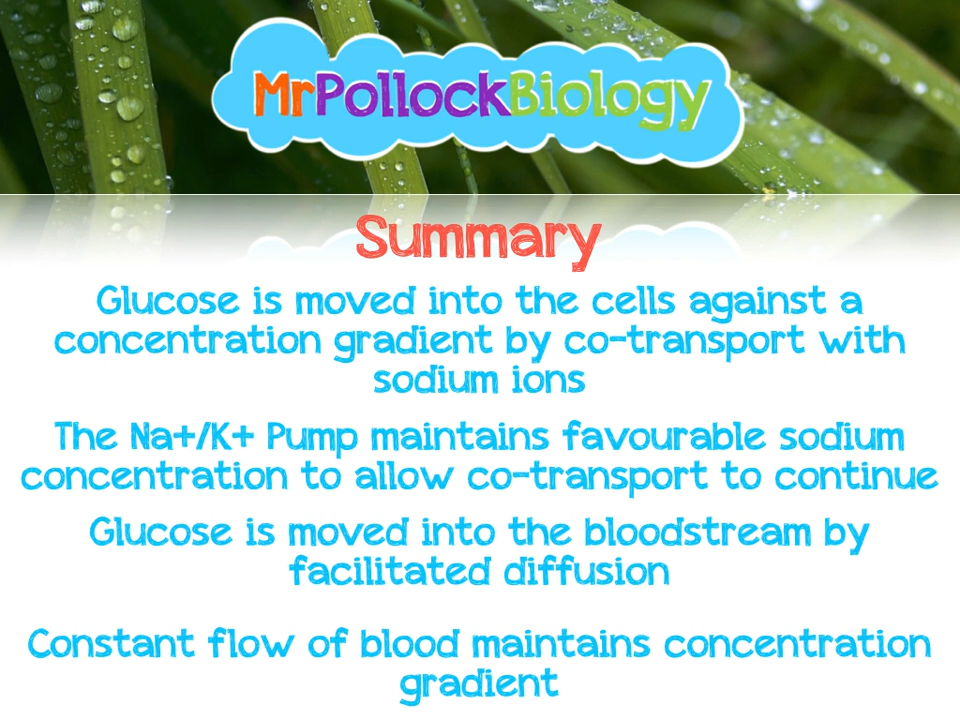 MrPollockBiology
Summary
Glucose is moved into the cells against a
concentration gradient by co-transport with
sodium ions
The Na+/K+ Pump maintains favourable sodium
concentration to allow co-transport to continue
Glucose is moved into the bloodstream by
facilitated diffusion
Constant flow of blood maintains concentration
gradient